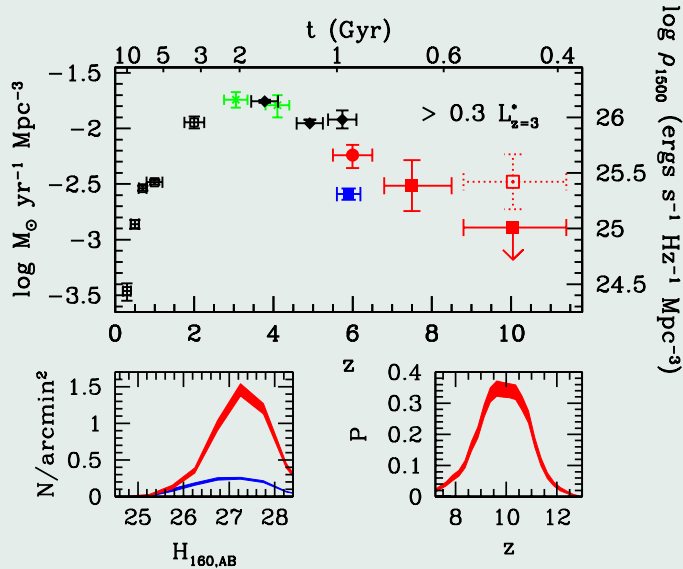 t (Gyr)
10 5 3 2 1 0.6 0.4
log M⊙ yr⁻¹ Mpc⁻³
−1.5
−2
−2.5
−3
−3.5
> 0.3 L*z=3
26
25.5
25
24.5
log ρ1500 (ergs s⁻¹ Hz⁻¹ Mpc⁻³)
0 2 4 6 8 10
z
N/arcmin²
1.5
1
0.5
0
25 26 27 28
H160,AB
P
0.4
0.3
0.2
0.1
0
8 10 12
z